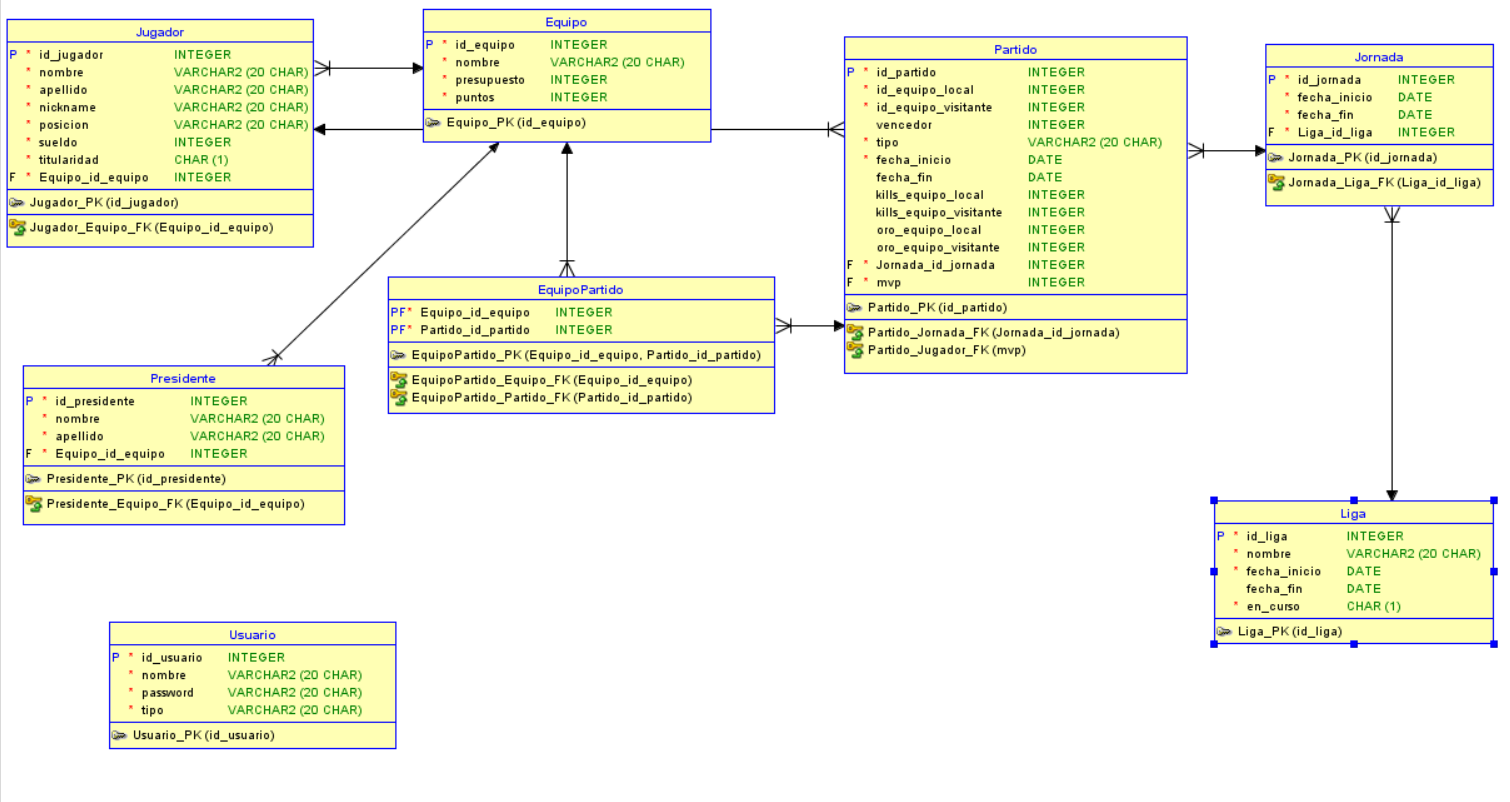 Jugador
P * id_jugador INTEGER
* nombre VARCHAR2 (20 CHAR)
* apellido VARCHAR2 (20 CHAR)
* nickname VARCHAR2 (20 CHAR)
* posicion VARCHAR2 (20 CHAR)
* sueldo INTEGER
* titularidad CHAR (1)
F * Equipo_id_equipo INTEGER
Jugador_PK (id_jugador)
Jugador_Equipo_FK (Equipo_id_equipo)
Equipo
P * id_equipo INTEGER
* nombre VARCHAR2 (20 CHAR)
* presupuesto INTEGER
* puntos INTEGER
Equipo_PK (id_equipo)
Partido
P * id_partido INTEGER
* id_equipo_local INTEGER
* id_equipo_visitante INTEGER
vencedor INTEGER
* tipo VARCHAR2 (20 CHAR)
* fecha_inicio DATE
fecha_fin DATE
kills_equipo_local INTEGER
kills_equipo_visitante INTEGER
oro_equipo_local INTEGER
oro_equipo_visitante INTEGER
F * Jornada_id_jornada INTEGER
F * mvp INTEGER
Partido_PK (id_partido)
Partido_Jornada_FK (Jornada_id_jornada)
Partido_Jugador_FK (mvp)
Jornada
P * id_jornada INTEGER
* fecha_inicio DATE
* fecha_fin DATE
F * Liga_id_liga INTEGER
Jornada_PK (id_jornada)
Jornada_Liga_FK (Liga_id_liga)
EquipoPartido
PF* Equipo_id_equipo INTEGER
PF* Partido_id_partido INTEGER
EquipoPartido_PK (Equipo_id_equipo, Partido_id_partido)
EquipoPartido_Equipo_FK (Equipo_id_equipo)
EquipoPartido_Partido_FK (Partido_id_partido)
Presidente
P * id_presidente INTEGER
* nombre VARCHAR2 (20 CHAR)
* apellido VARCHAR2 (20 CHAR)
F * Equipo_id_equipo INTEGER
Presidente_PK (id_presidente)
Presidente_Equipo_FK (Equipo_id_equipo)
Liga
P * id_liga INTEGER
* nombre VARCHAR2 (20 CHAR)
* fecha_inicio DATE
fecha_fin DATE
* en_curso CHAR (1)
Liga_PK (id_liga)
Usuario
P * id_usuario INTEGER
* nombre VARCHAR2 (20 CHAR)
* password VARCHAR2 (20 CHAR)
* tipo VARCHAR2 (20 CHAR)
Usuario_PK (id_usuario)